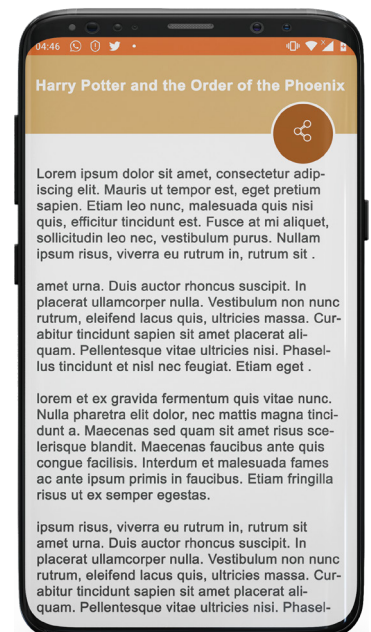 04:46
Harry Potter and the Order of the Phoenix
Lorem ipsum dolor sit amet, consectetur adip-
iscing elit. Mauris ut tempor est, eget pretium
sapien. Etiam leo nunc, malesuada quis nisi
quis, efficitur tincidunt est. Fusce at mi aliquet,
sollicitudin leo nec, vestibulum purus. Nullam
ipsum risus, viverra eu rutrum in, rutrum sit .
amet urna. Duis auctor rhoncus suscipit. In
placerat ullamcorper nulla. Vestibulum non nunc
rutrum, eleifend lacus quis, ultricies massa. Cur-
abitur tincidunt sapien sit amet placerat ali-
quam. Pellentesque vitae ultricies nisi. Phasel-
lus tincidunt et nisl nec feugiat. Etiam eget .
lorem et ex gravida fermentum quis vitae nunc.
Nulla pharetra elit dolor, nec mattis magna tinci-
dunt a. Maecenas sed quam sit amet risus sce-
lerisque blandit. Maecenas faucibus ante quis
congue facilisis. Interdum et malesuada fames
ac ante ipsum primis in faucibus. Etiam fringilla
risus ut ex semper egestas.
ipsum risus, viverra eu rutrum in, rutrum sit
amet urna. Duis auctor rhoncus suscipit. In
placerat ullamcorper nulla. Vestibulum non nunc
rutrum, eleifend lacus quis, ultricies massa. Cur-
abitur tincidunt sapien sit amet placerat ali-
quam. Pellentesque vitae ultricies nisi. Phasel-